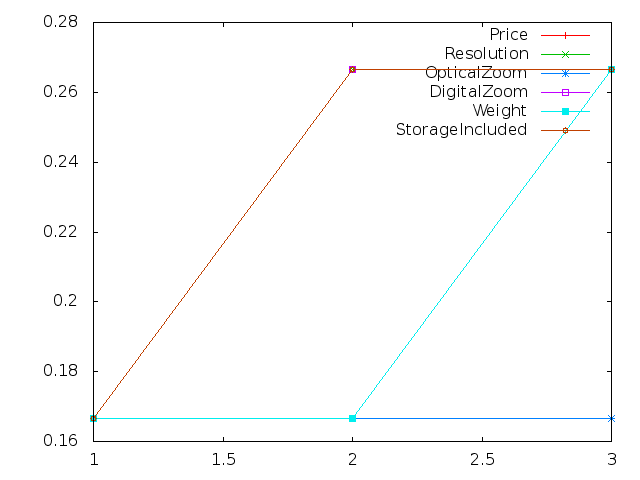 0.28
0.26
0.24
0.22
0.2
0.18
0.16
1
1.5
2
2.5
3
Price
Resolution
OpticalZoom
DigitalZoom
Weight
StorageIncluded